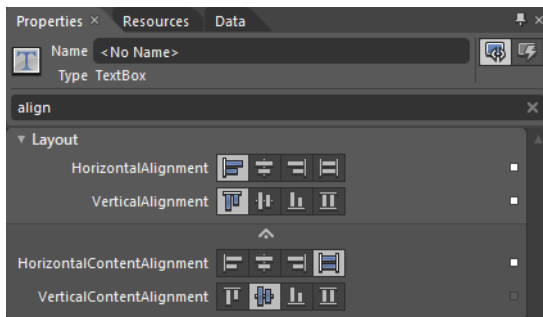 Properties × Resources Data
Name <No Name>
Type TextBox
align
Layout
HorizontalAlignment
VerticalAlignment
HorizontalContentAlignment
VerticalContentAlignment